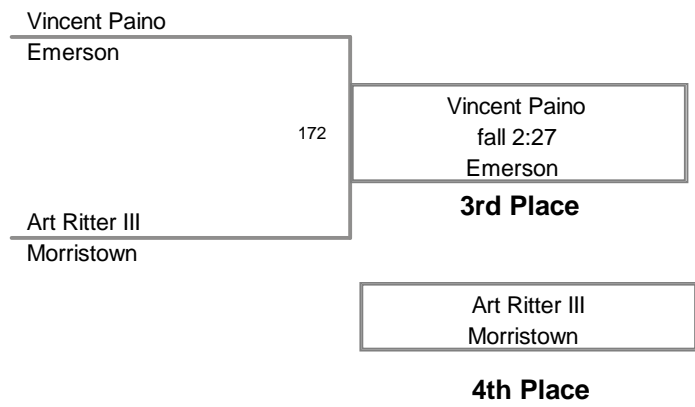 Vincent Paino
Emerson
172
Vincent Paino
fall 2:27
Emerson
3rd Place
Art Ritter III
Morristown
Art Ritter III
Morristown
4th Place